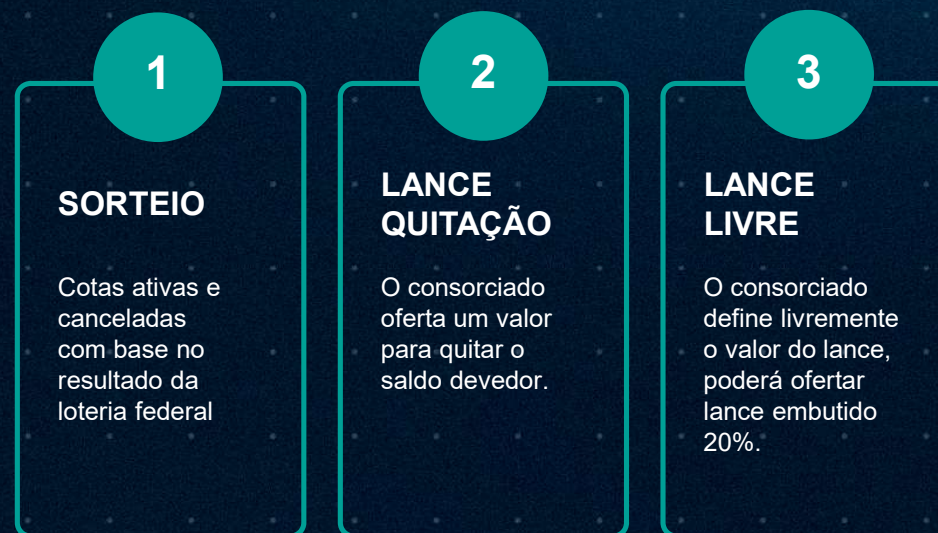 1
SORTEIO
Cotas ativas e
canceladas
com base no
resultado da
loteria federal
2
LANCE
QUITAÇÃO
O consorciado
oferta um valor
para quitar o
saldo devedor.
3
LANCE
LIVRE
O consorciado
define livremente
o valor do lance,
poderá ofertar
lance embutido
20%.